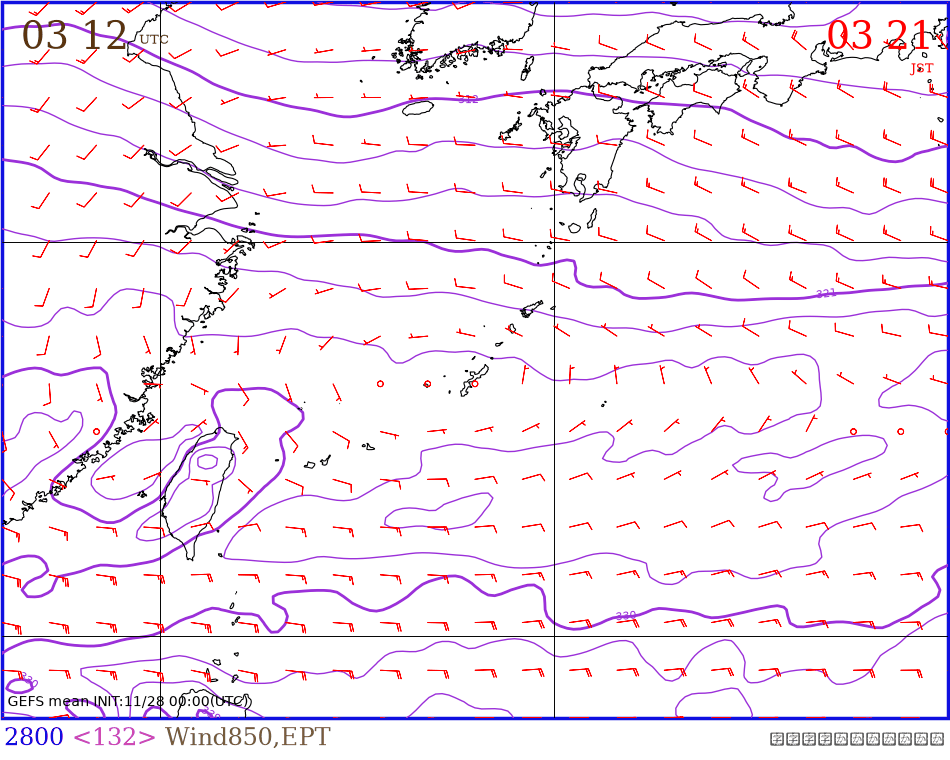 03 12 UTC
03 21
JST
312
321
330
330
GEFS mean INIT:11/28 00:00(UTC)
2800 <132> Wind850,EPT